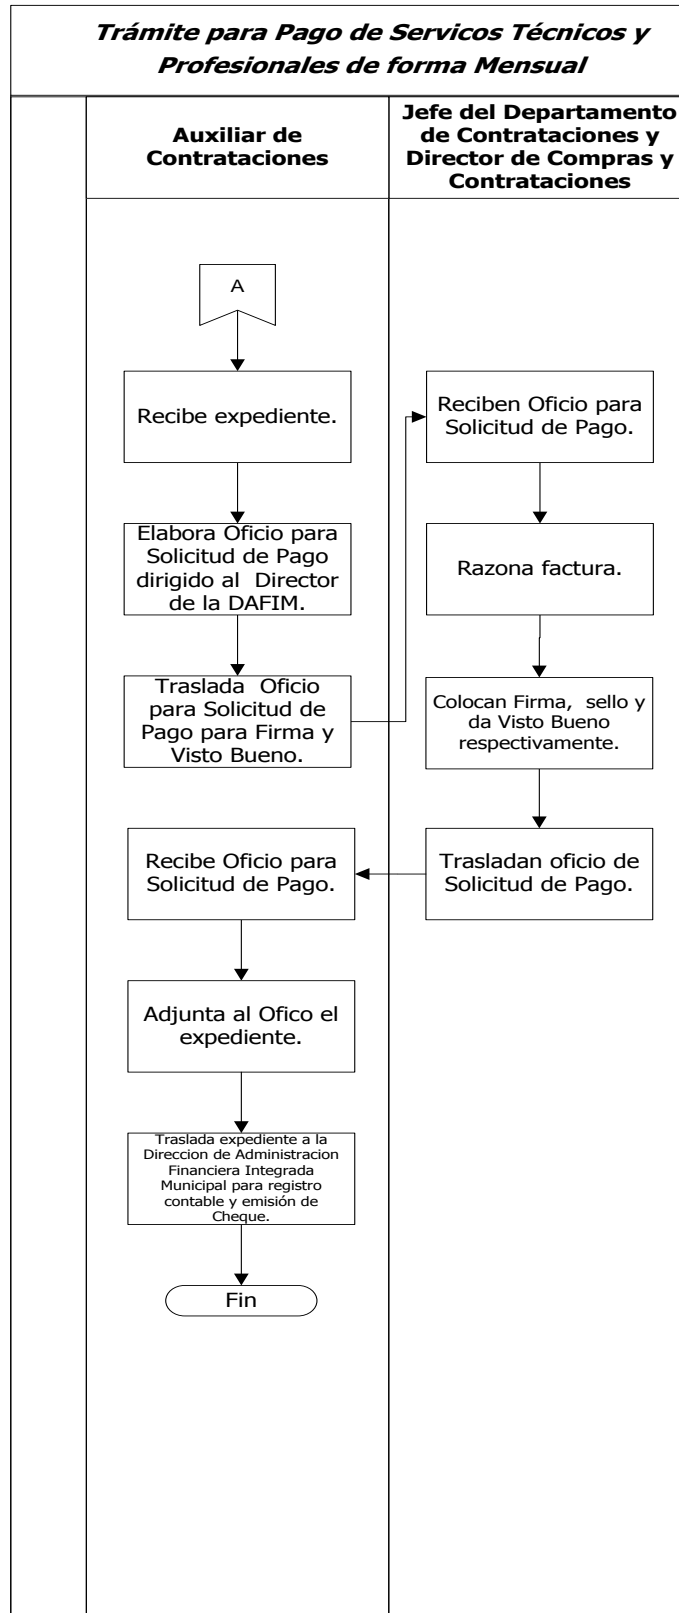 Trámite para Pago de Servicos Técnicos y
Profesionales de forma Mensual
Auxiliar de
Contrataciones
Jefe del Departamento
de Contrataciones y
Director de Compras y
Contrataciones
A
Recibe expediente.
Elabora Oficio para
Solicitud de Pago
dirigido al Director
de la DAFIM.
Traslada Oficio
para Solicitud de
Pago para Firma y
Visto Bueno.
Reciben Oficio para
Solicitud de Pago.
Razona factura.
Colocan Firma, sello y
da Visto Bueno
respectivamente.
Trasladan oficio de
Solicitud de Pago.
Recibe Oficio para
Solicitud de Pago.
Adjunta al Ofico el
expediente.
Traslada expediente a la
Direccion de Administracion
Financiera Integrada
Municipal para registro
contable y emisión de
Cheque.
Fin